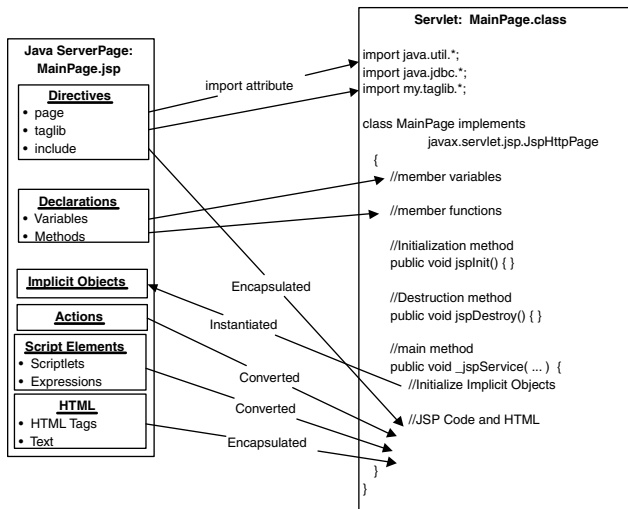 Java ServerPage:
MainPage.jsp
Directives
• page
• taglib
• include
Declarations
• Variables
• Methods
Implicit Objects
Actions
Script Elements
• Scriptlets
• Expressions
HTML
• HTML Tags
• Text
import attribute
Encapsulated
Instantiated
Converted
Converted
Encapsulated
Servlet: MainPage.class
import java.util.*;
import java.jdbc.*;
import my.taglib.*;
class MainPage implements
javax.servlet.jsp.JspHttpPage
{
//member variables
//member functions
//Initialization method
public void jspInit() { }
//Destruction method
public void jspDestroy() { }
//main method
public void _jspService( ... ) {
//Initialize Implicit Objects
//JSP Code and HTML
}
}